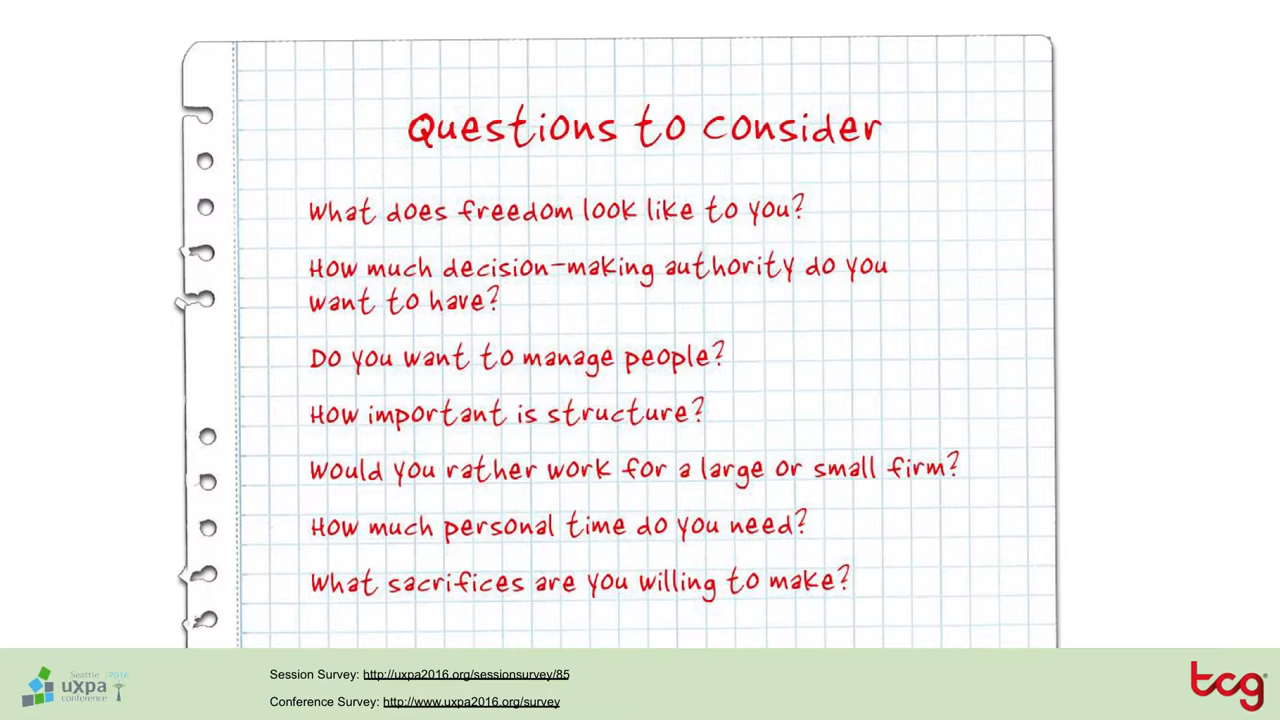 Questions to consider
What does freedom look like to you?
How much decision-making authority do you
want to have?
Do you want to manage people?
How important is structure?
Would you rather work for a large or small firm?
How much personal time do you need?
What sacrifices are you willing to make?
Seattle 2016
uxpa
conference
Session Survey: http://uxpa2016.org/sessionsurvey/85
Conference Survey: http://www.uxpa2016.org/survey
tcg®